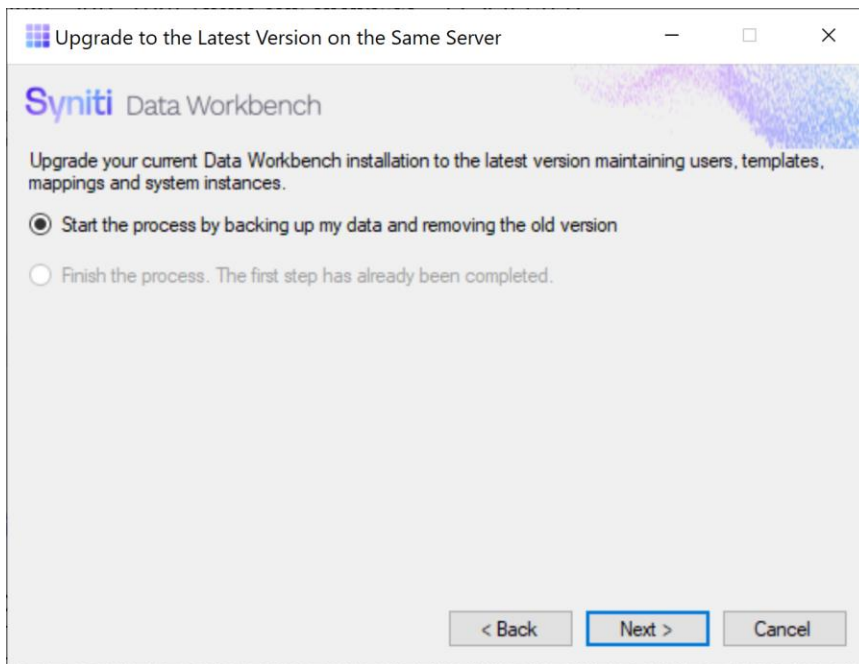 Upgrade to the Latest Version on the Same Server
Syniti Data Workbench
Upgrade your current Data Workbench installation to the latest version maintaining users, templates,
mappings and system instances.
Start the process by backing up my data and removing the old version
Finish the process. The first step has already been completed.
< Back Next > Cancel